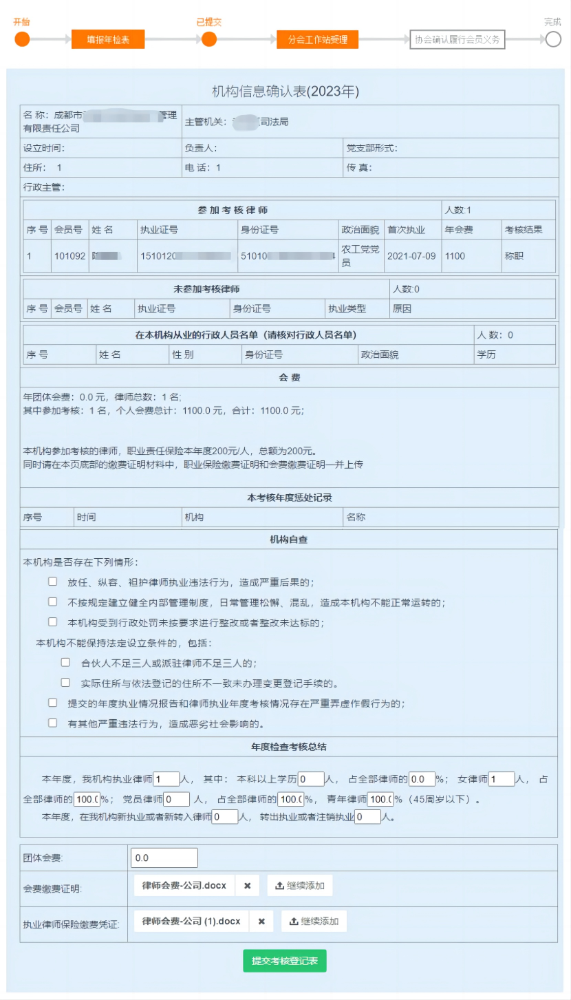 开始 已提交 完成
填报年检表 分会工作站受理 协会确认履行会员义务
机构信息确认表(2023年)
名 称：成都市 管理
有限责任公司
主管机关： 司法局
设立时间： 负责人： 党支部形式：
住所： 1 电 话：1 传 真：
行政主管：
参 加 考 核 律 师 人数:1
序 号 会员号 姓 名 执业证号 身份证号 政治面貌 首次执业 年会费 考核结果
1 101092 1510120 51010 农工党党员 2021-07-09 1100 称职
未参加考核律师 人数:0
序 号 会员号 姓 名 执业证号 身份证号 执业类型 原因
在本机构从业的行政人员名单（请核对行政人员名单） 人 数：0
序 号 姓 名 性 别 身份证号 政治面貌 学历
会 费
年团体会费：0.0 元，律师总数：1 名;
其中参加考核：1 名，个人会费总计：1100.0 元，合计：1100.0 元；
本机构参加考核的律师，职业责任保险本年度200元/人，总额为200元。
同时请在本页底部的缴费证明材料中，职业保险缴费证明和会费缴费证明一并上传
本考核年度惩处记录
序号 时间 机构 名称
机构自查
本机构是否存在下列情形：
放任、纵容、袒护律师执业违法行为，造成严重后果的；
不按规定建立健全内部管理制度，日常管理松懈、混乱，造成本机构不能正常运转的；
本机构受到行政处罚未按要求进行整改或者整改未达标的；
本机构不能保持法定设立条件的，包括：
合伙人不足三人或派驻律师不足三人的；
实际住所与依法登记的住所不一致未办理变更登记手续的。
提交的年度执业情况报告和律师执业年度考核情况存在严重弄虚作假行为的；
有其他严重违法行为，造成恶劣社会影响的。
年度检查考核总结
本年度，我机构执业律师 1 人， 其中： 本科以上学历 0 人， 占全部律师的 0.0 %； 女律师 1 人， 占
全部律师的 100.0 %； 党员律师 0 人， 占全部律师的 100.0 %， 青年律师 100.0 %（45周岁以下）。
本年度，在我机构新执业或者新转入律师 0 人， 转出执业或者注销执业 0 人。
团体会费: 0.0
会费缴费证明: 律师会费-公司.docx × 继续添加
执业律师保险缴费凭证: 律师会费-公司 (1).docx × 继续添加
提交考核登记表